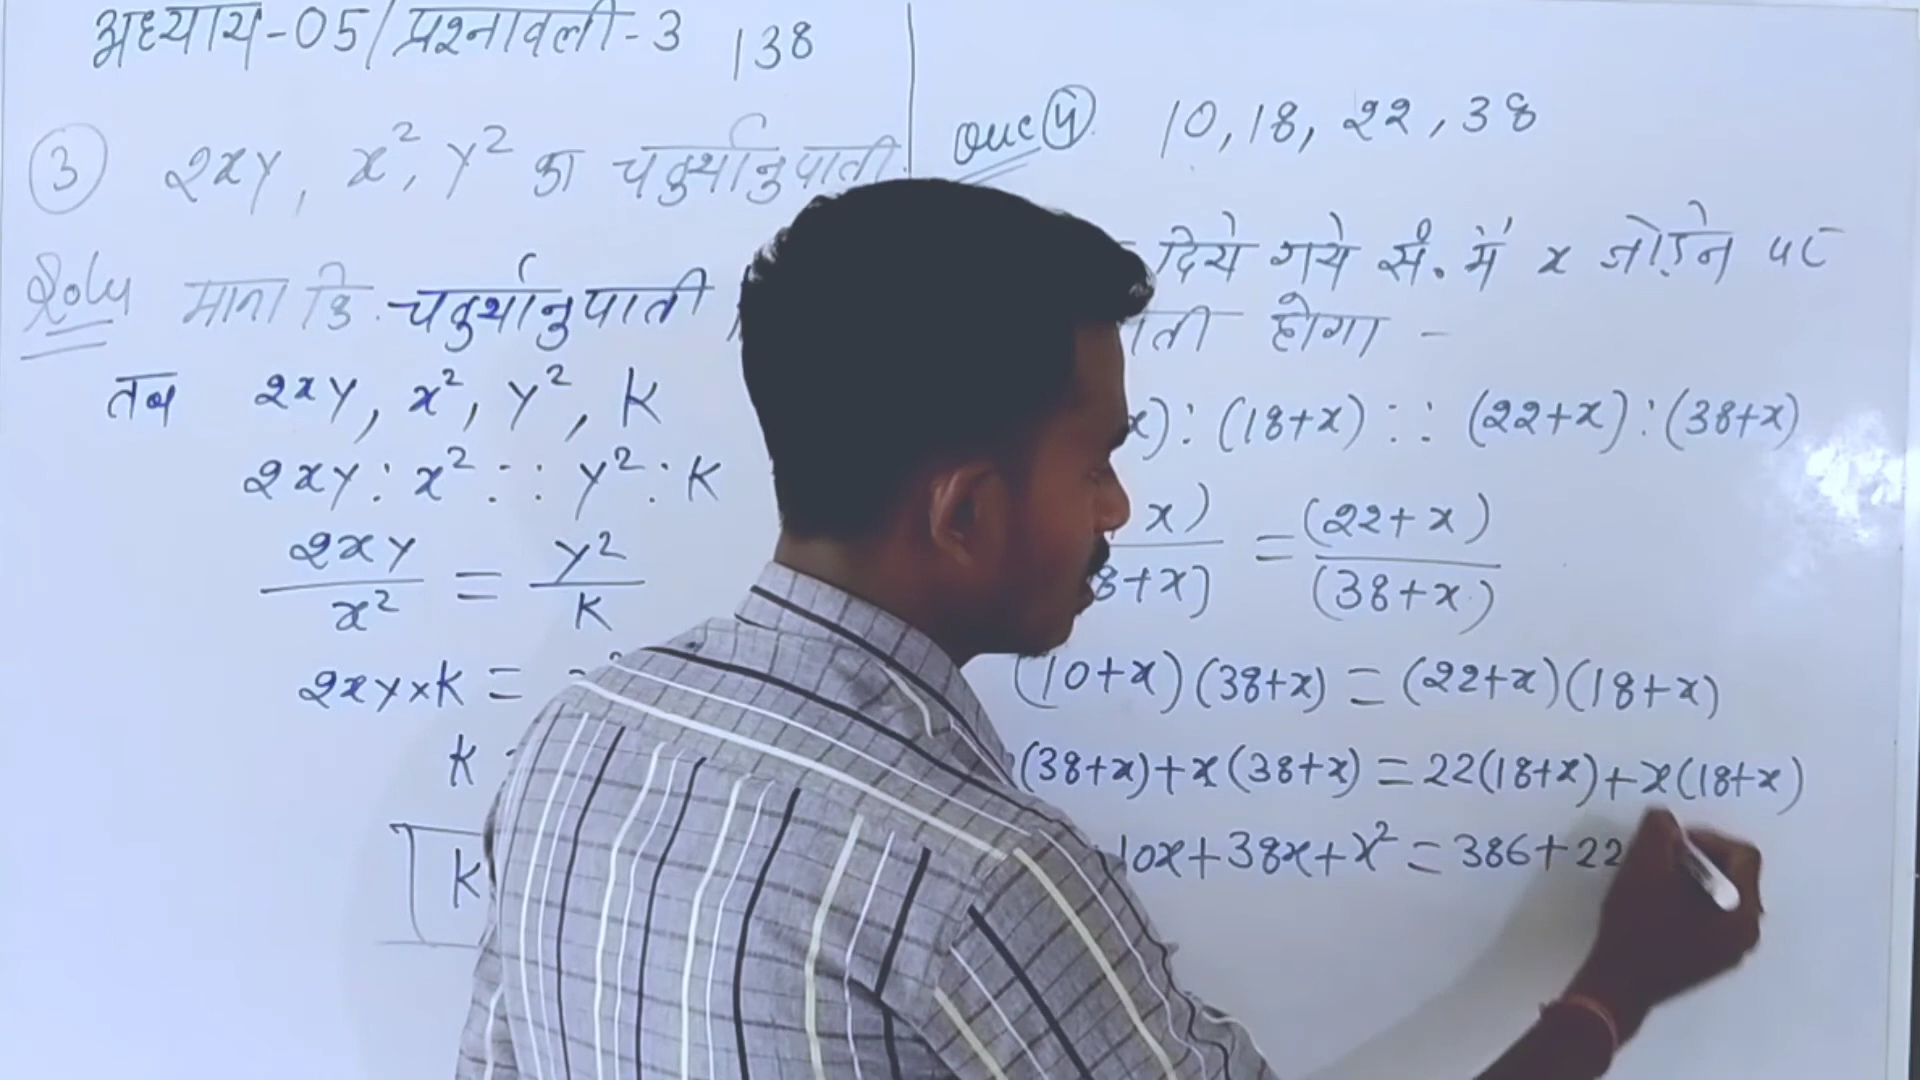 अध्याय-05/प्रश्नावली-3 138
③ 2xy, x², y² का चतुर्थानुपाती
Soln माना कि चतुर्थानुपाती
तब 2xy, x², y², K
2xy : x² :: y² : K
2xy/x² = y²/K
2xy×K =
K
K
Que ④ 10, 18, 22, 38
दिये गये सं. में x जोड़ने पर
होगा -
x) : (18+x) :: (22+x) : (38+x)
x)/8+x) = (22+x)/(38+x)
(10+x)(38+x) = (22+x)(18+x)
(38+x)+x(38+x) = 22(18+x)+x(18+x)
10x+38x+x² = 386+22